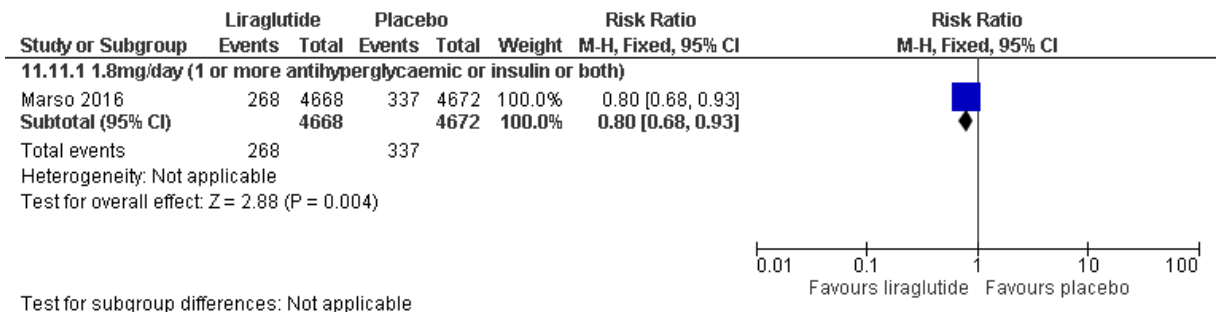 Liraglutide Placebo Risk Ratio Risk Ratio
Study or Subgroup Events Total Events Total Weight M-H, Fixed, 95% CI M-H, Fixed, 95% CI
11.11.1 1.8mg/day (1 or more antihyperglycaemic or insulin or both)
Marso 2016 268 4668 337 4672 100.0% 0.80 [0.68, 0.93]
Subtotal (95% CI) 4668 4672 100.0% 0.80 [0.68, 0.93]
Total events 268 337
Heterogeneity: Not applicable
Test for overall effect: Z = 2.88 (P = 0.004)
0.01 0.1 1 10 100
Favours liraglutide Favours placebo
Test for subgroup differences: Not applicable